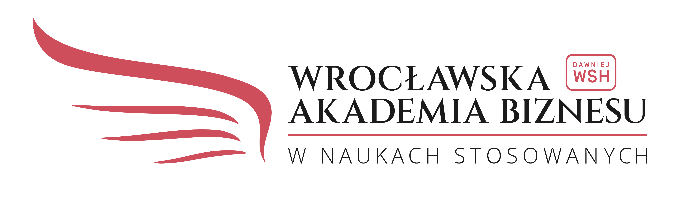 DAWNIEJ
WSH
WROCŁAWSKA
AKADEMIA BIZNESU
W NAUKACH STOSOWANYCH